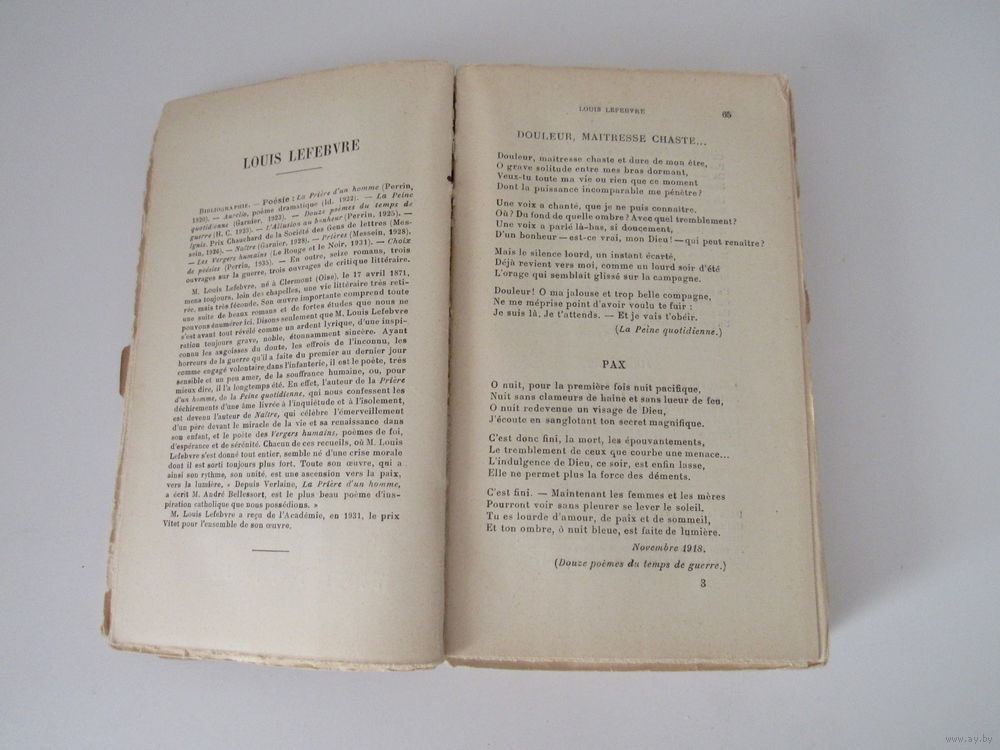 LOUIS LEFEBVRE
BIBLIOGRAPHIE. — Poésie : La Prière d'un homme (Perrin,
1920). — Aurelio, poème dramatique (Id. 1922). — La Peine
quotidienne (Garnier, 1923). — Douze poèmes du temps de
guerre (H. C. 1923). — L'Allusion au bonheur (Perrin, 1925). —
Ignis. Prix Chauchard de la Société des Gens de lettres (Mes-
sein, 1926). — Naître (Garnier, 1928). — Prières (Messein, 1928).
— Les Vergers humains (Le Rouge et le Noir, 1931). — Choix
de poésies (Perrin, 1935). — En outre, seize romans, trois
ouvrages sur la guerre, trois ouvrages de critique littéraire.
M. Louis Lefebvre, né à Clermont (Oise), le 17 avril 1871,
mena toujours, loin des chapelles, une vie littéraire très reti-
rée, mais très féconde. Son œuvre importante comprend toute
une suite de beaux romans et de fortes études que nous ne
pouvons énumérer ici. Disons seulement que M. Louis Lefebvre
s'est avant tout révélé comme un ardent lyrique, d'une inspi-
ration toujours grave, noble, étonnamment sincère. Ayant
connu les angoisses du doute, les effrois de l'inconnu, les
horreurs de la guerre qu'il a faite du premier au dernier jour
comme engagé volontaire dans l'infanterie, il est le poète, très
sensible et un peu amer, de la souffrance humaine, ou, pour
mieux dire, il l'a longtemps été. En effet, l'auteur de la Prière
d'un homme, de la Peine quotidienne, qui nous confessent les
déchirements d'une âme livrée à l'inquiétude et à l'isolement,
est devenu l'auteur de Naître, qui célèbre l'émerveillement
d'un père devant le miracle de la vie et sa renaissance dans
son enfant, et le poète des Vergers humains, poèmes de foi,
d'espérance et de sérénité. Chacun de ces recueils, où M. Louis
Lefebvre s'est donné tout entier, semble né d'une crise morale
dont il est sorti toujours plus fort. Toute son œuvre, qui a
ainsi son rythme, son unité, est une ascension vers la paix,
vers la lumière. « Depuis Verlaine, La Prière d'un homme,
a écrit M. André Bellessort, est le plus beau poème d'ins-
piration catholique que nous possédions. »
M. Louis Lefebvre a reçu de l'Académie, en 1931, le prix
Vitet pour l'ensemble de son œuvre.
LOUIS LEFEBVRE 65
DOULEUR, MAITRESSE CHASTE...
Douleur, maitresse chaste et dure de mon être,
O grave solitude entre mes bras dormant,
Veux-tu toute ma vie ou rien que ce moment
Dont la puissance incomparable me pénètre?
Une voix a chanté, que je ne puis connaître.
Où? Du fond de quelle ombre? Avec quel tremblement?
Une voix a parlé là-bas, si doucement,
D'un bonheur — est-ce vrai, mon Dieu! — qui peut renaître?
Mais le silence lourd, un instant écarté,
Déjà revient vers moi, comme un lourd soir d'été
L'orage qui semblait glissé sur la campagne.
Douleur! O ma jalouse et trop belle compagne,
Ne me méprise point d'avoir voulu te fuir :
Je suis là. Je t'attends. — Et je vais t'obéir.
(La Peine quotidienne.)
PAX
O nuit, pour la première fois nuit pacifique,
Nuit sans clameurs de haine et sans lueur de feu,
O nuit redevenue un visage de Dieu,
J'écoute en sanglotant ton secret magnifique.
C'est donc fini, la mort, les épouvantements,
Le tremblement de ceux que courbe une menace...
L'indulgence de Dieu, ce soir, est enfin lasse,
Elle ne permet plus la force des déments.
C'est fini. — Maintenant les femmes et les mères
Pourront voir sans pleurer se lever le soleil.
Tu es lourde d'amour, de paix et de sommeil,
Et ton ombre, ô nuit bleue, est faite de lumière.
Novembre 1918.
(Douze poèmes du temps de guerre.)
3
www.ay.by